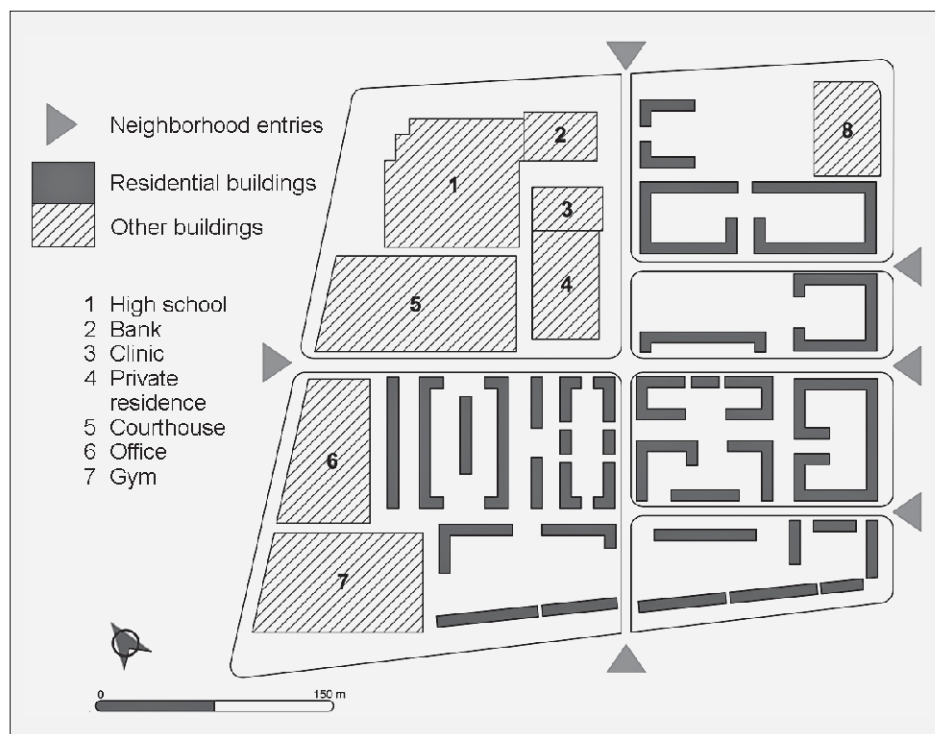 Neighborhood entries
Residential buildings
Other buildings
1 High school
2 Bank
3 Clinic
4 Private
residence
5 Courthouse
6 Office
7 Gym
1
2
3
4
5
6
7
8
0
150 m